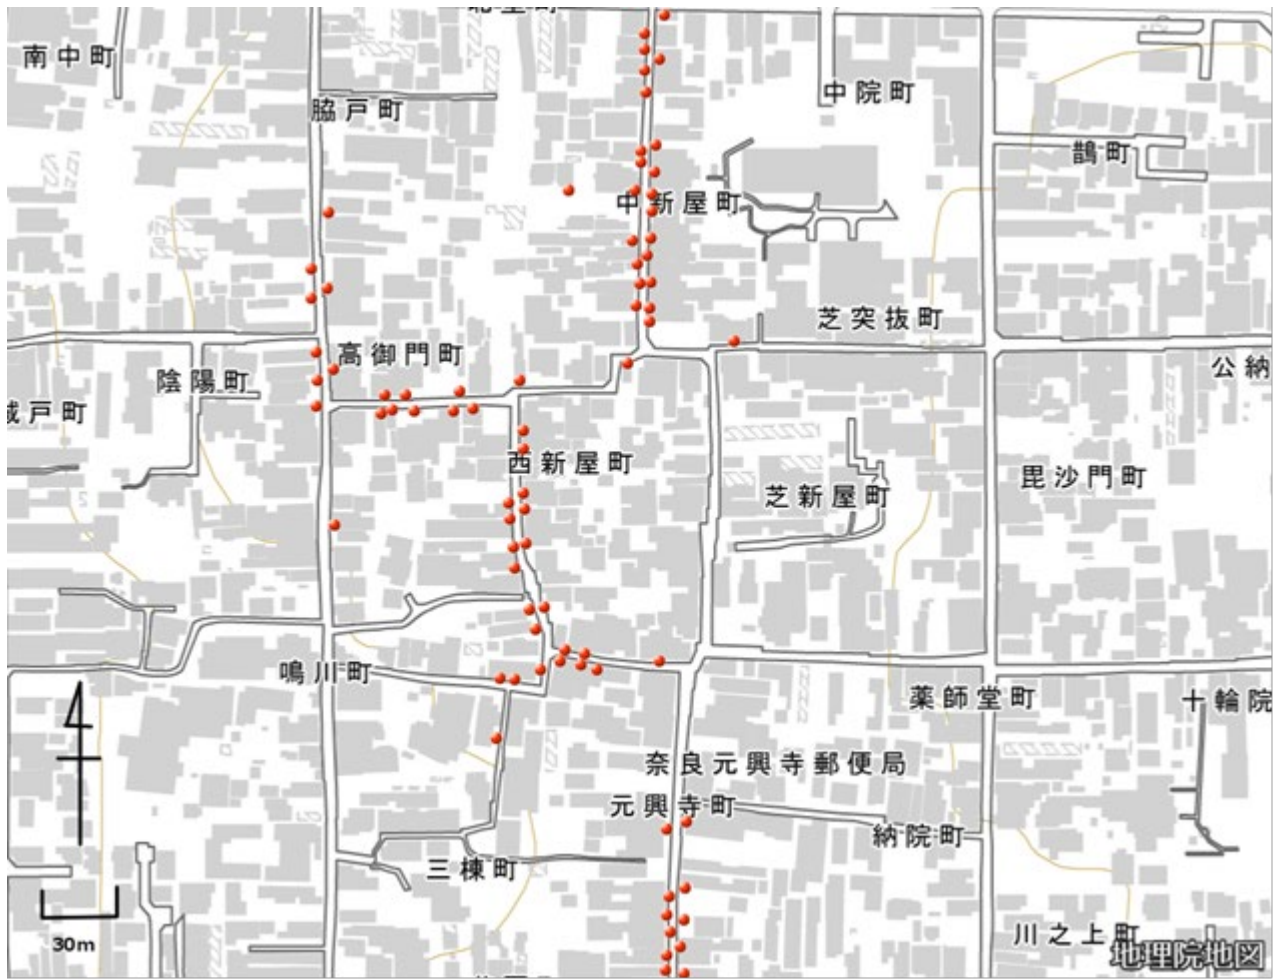 南中町
脇戸町
中院町
鵲町
中新屋町
芝突抜町
高御門町
陰陽町
公納
城戸町
西新屋町
毘沙門町
芝新屋町
鳴川町
薬師堂町
十輪院
奈良元興寺郵便局
元興寺町
納院町
三棟町
川之上町
30m
地理院地図